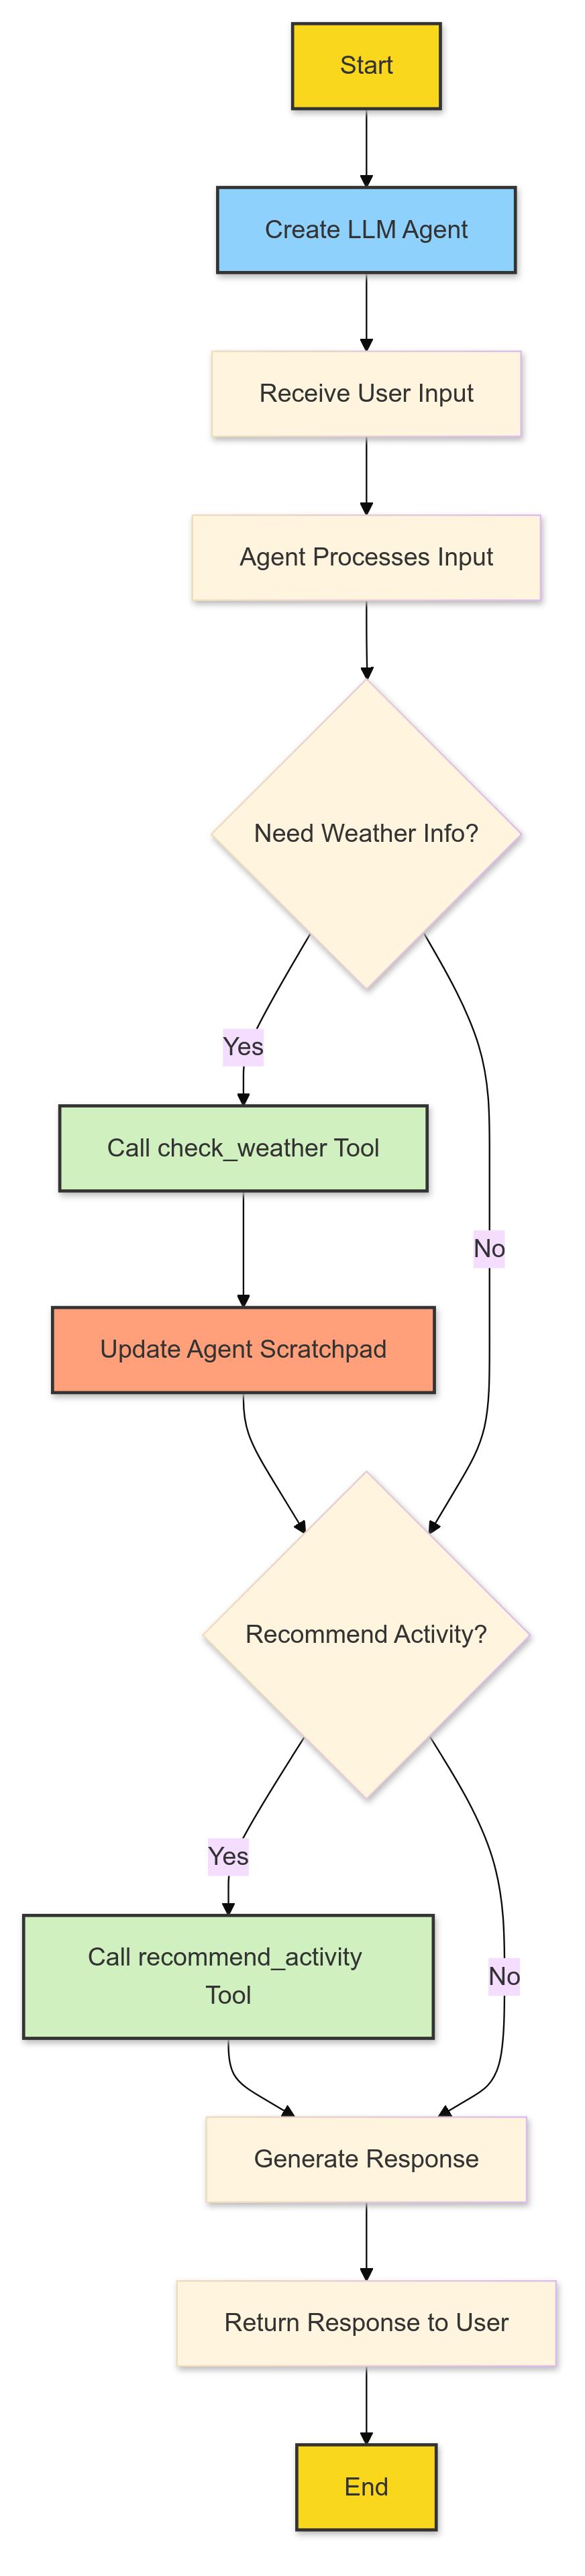 Start
Create LLM Agent
Receive User Input
Agent Processes Input
Need Weather Info?
Yes
Call check_weather Tool
No
Update Agent Scratchpad
Recommend Activity?
Yes
Call recommend_activity
Tool
No
Generate Response
Return Response to User
End